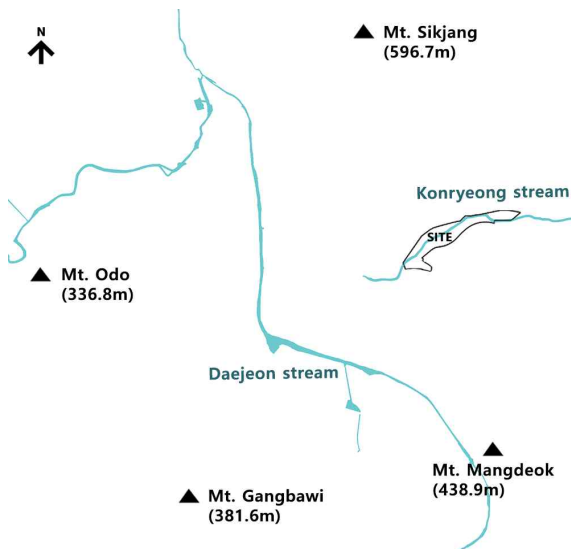 N
Mt. Sikjang
(596.7m)
Konryeong stream
SITE
Mt. Odo
(336.8m)
Daejeon stream
Mt. Mangdeok
(438.9m)
Mt. Gangbawi
(381.6m)